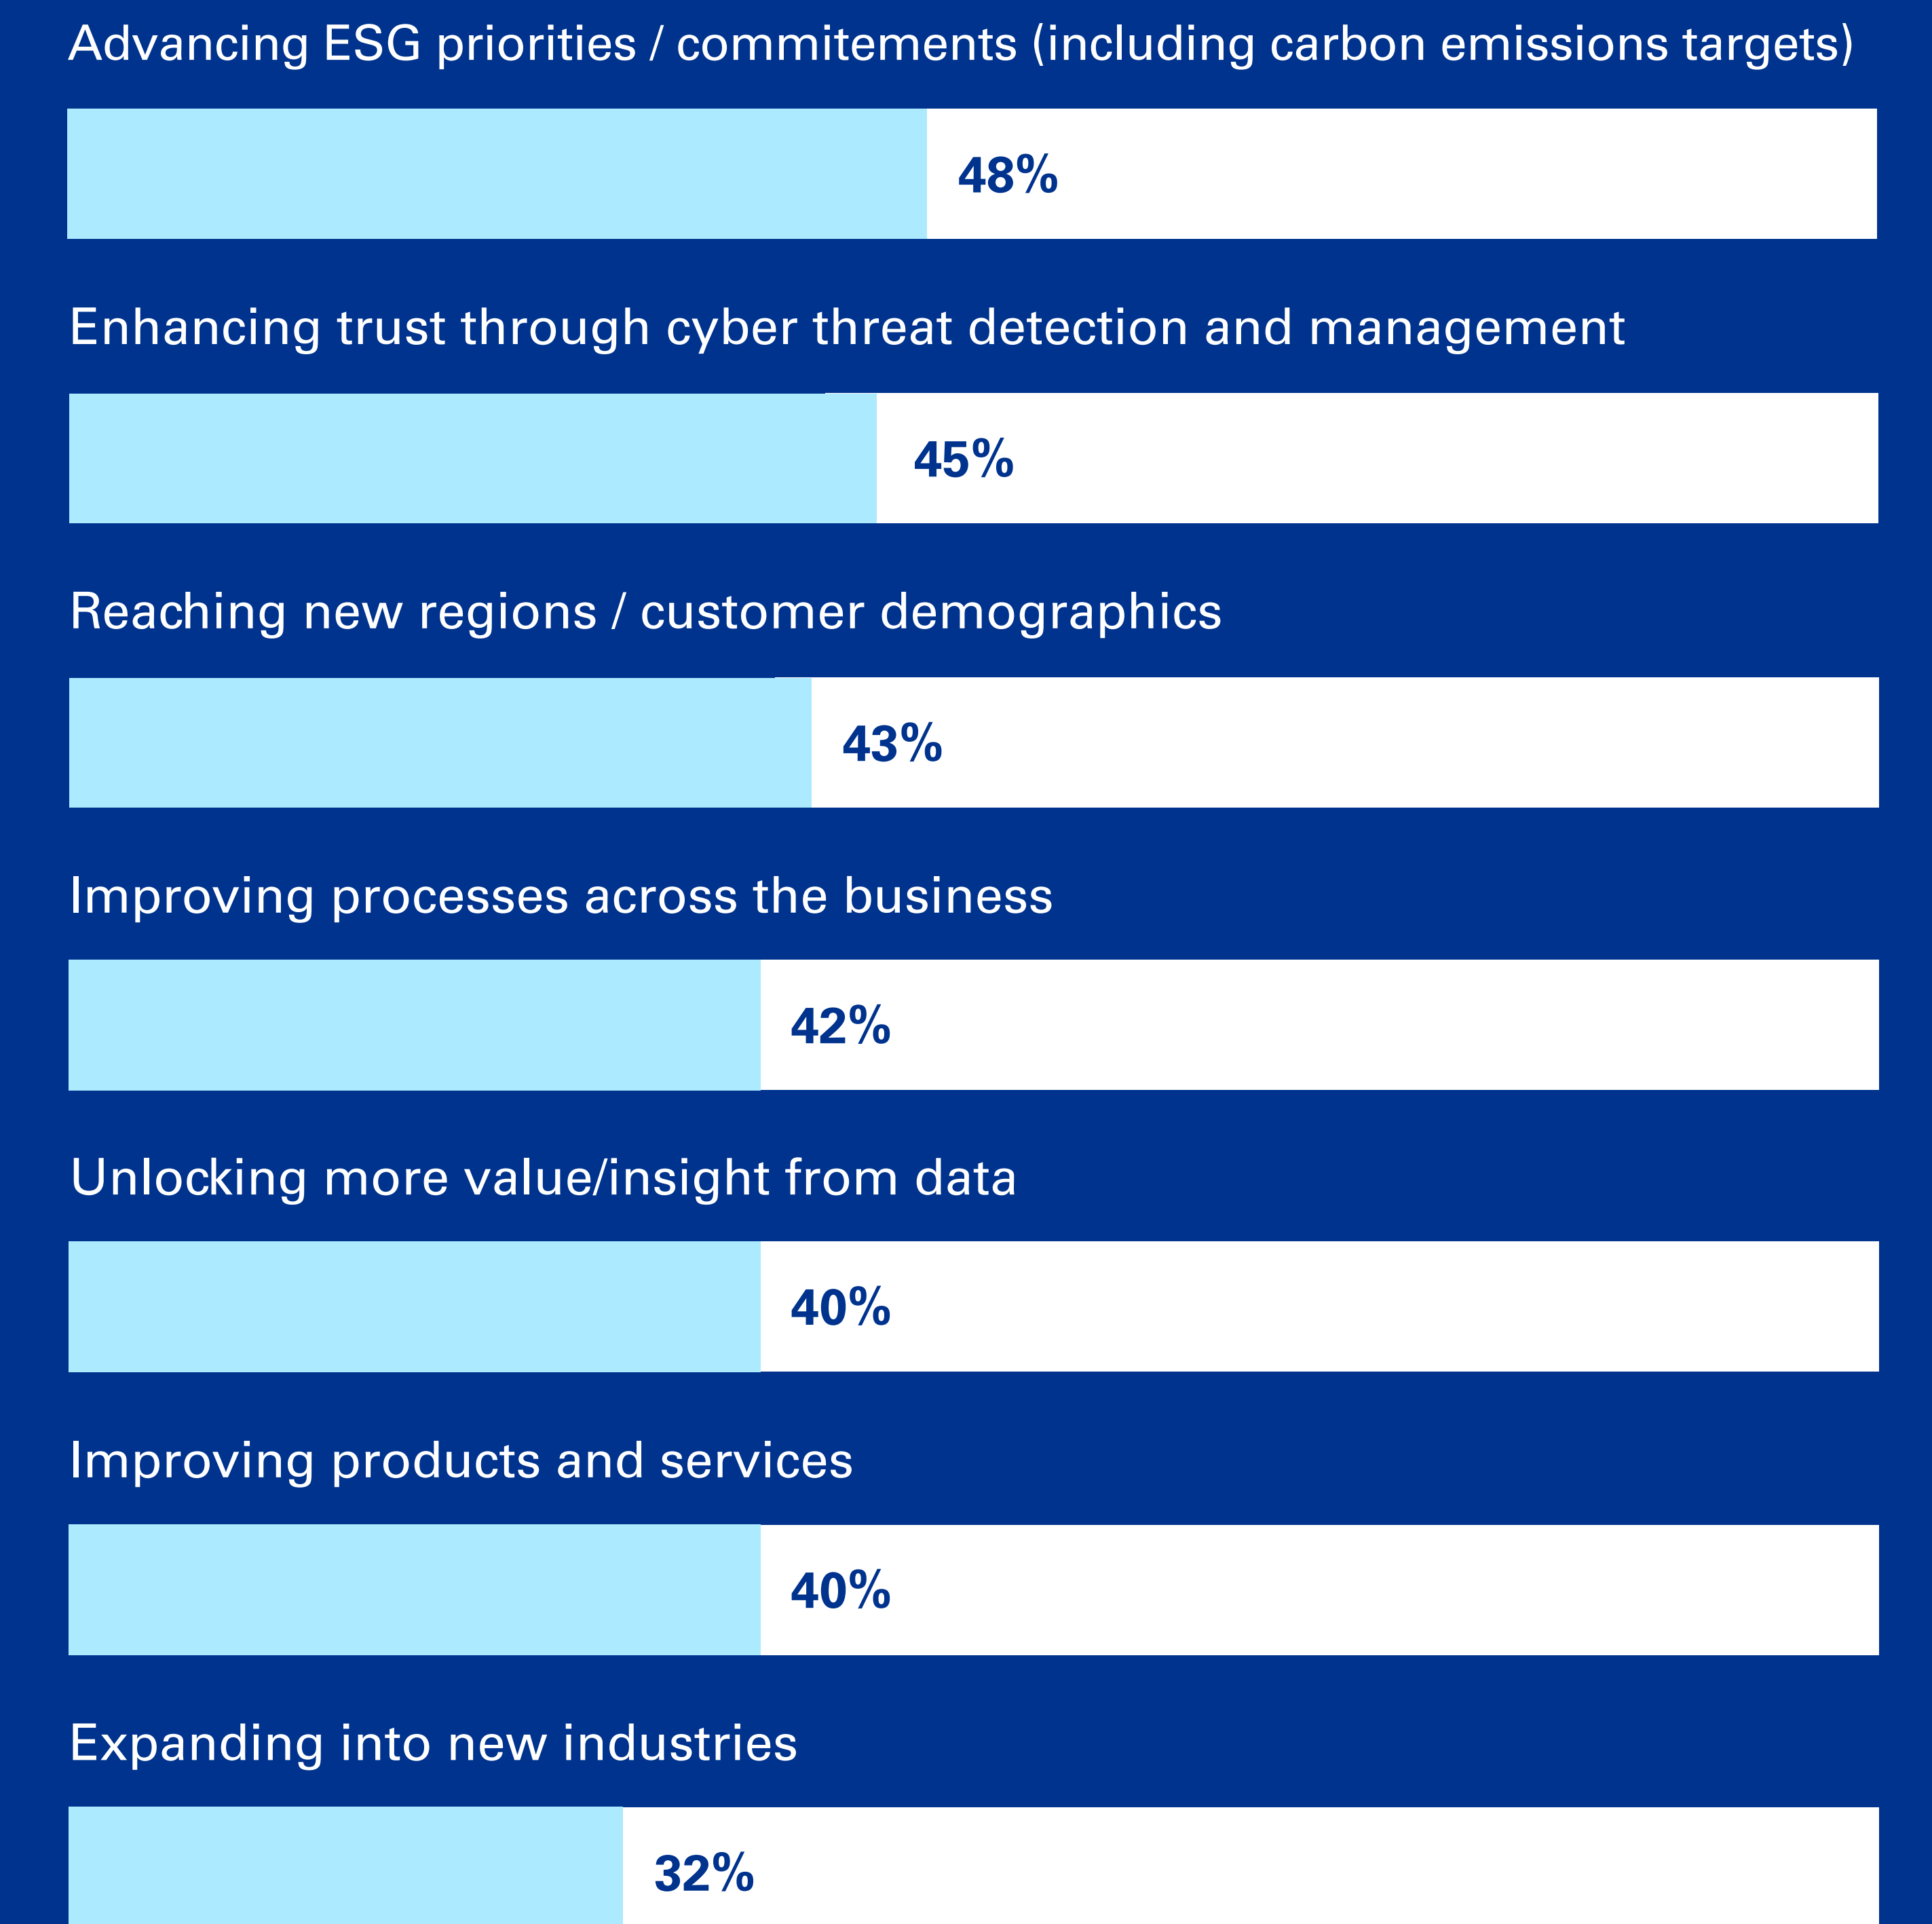 Advancing ESG priorities / commitements (including carbon emissions targets)
48%
Enhancing trust through cyber threat detection and management
45%
Reaching new regions / customer demographics
43%
Improving processes across the business
42%
Unlocking more value/insight from data
40%
Improving products and services
40%
Expanding into new industries
32%